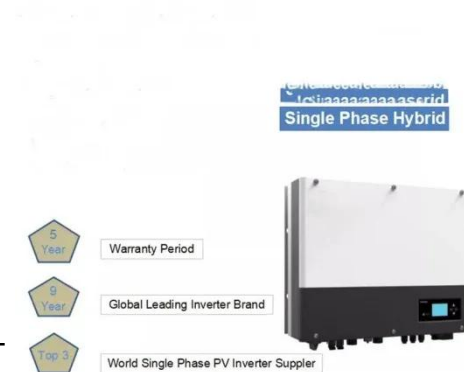 Single Phase Hybrid
5
Year
Warranty Period
9
Year
Global Leading Inverter Brand
Top 3
World Single Phase PV Inverter Suppler